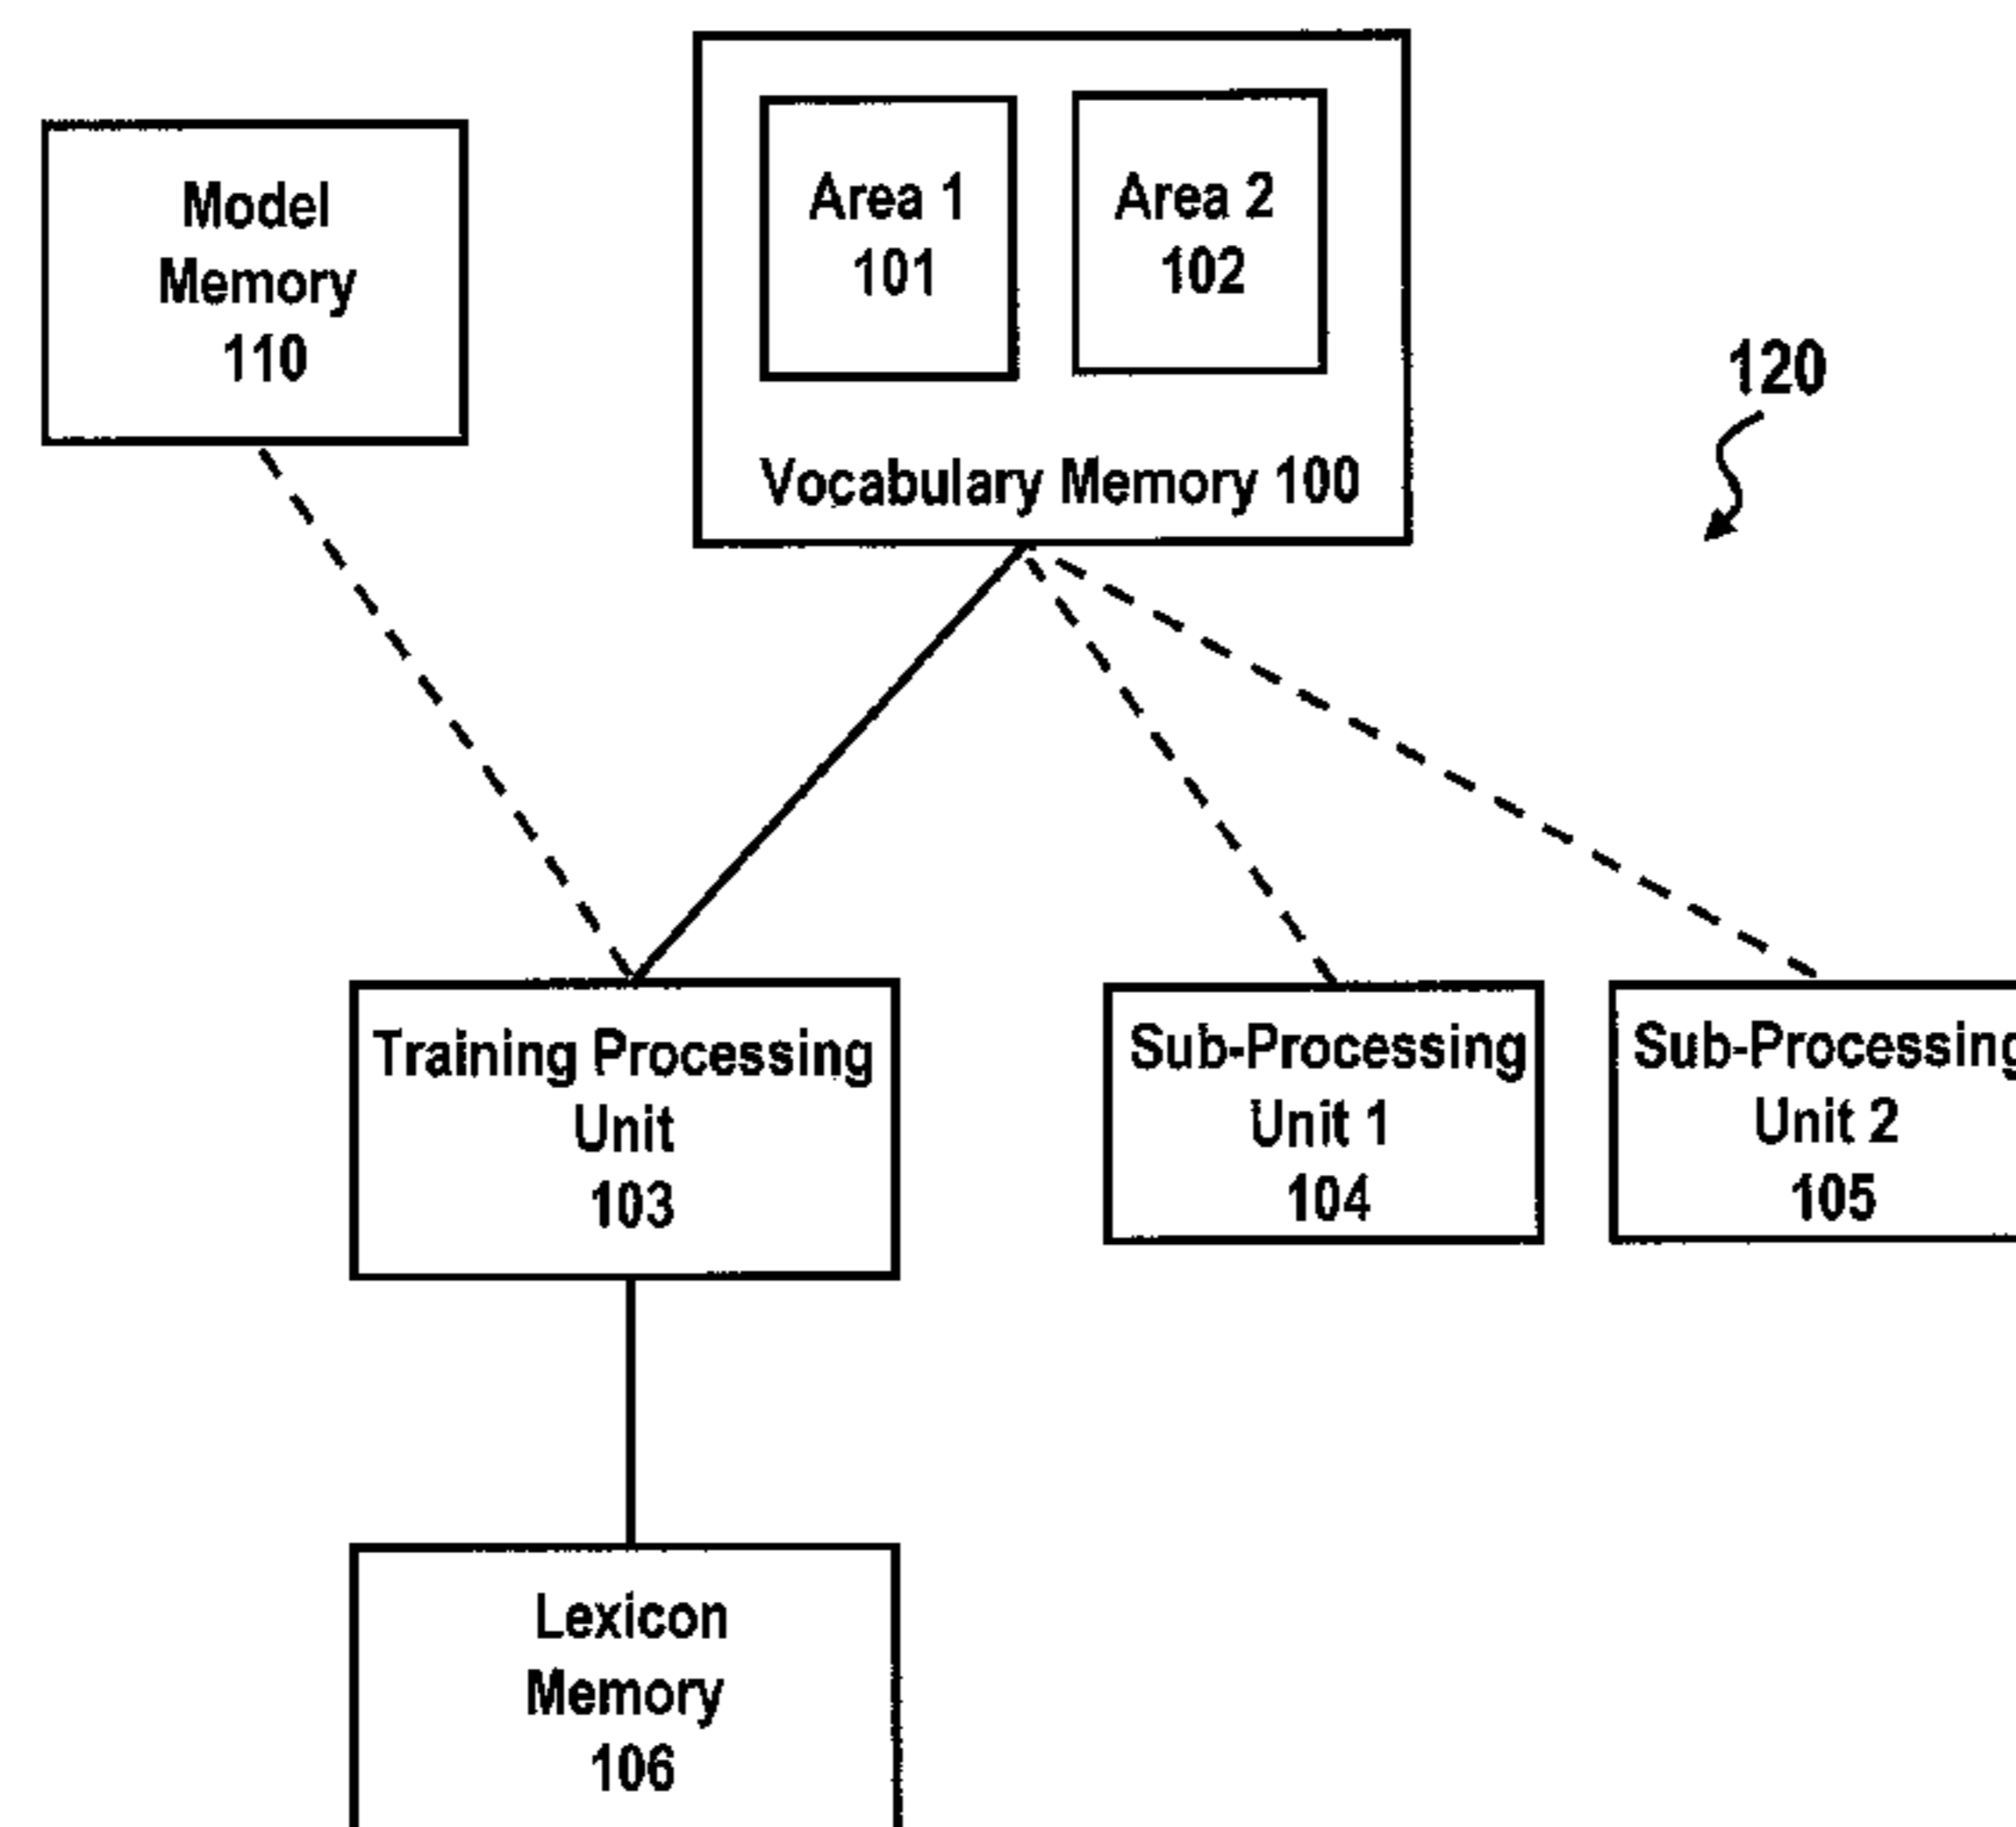 Model
Memory
110
Area 1
101
Area 2
102
Vocabulary Memory 100
120
Training Processing
Unit
103
Sub-Processing
Unit 1
104
Sub-Processing
Unit 2
105
Lexicon
Memory
106